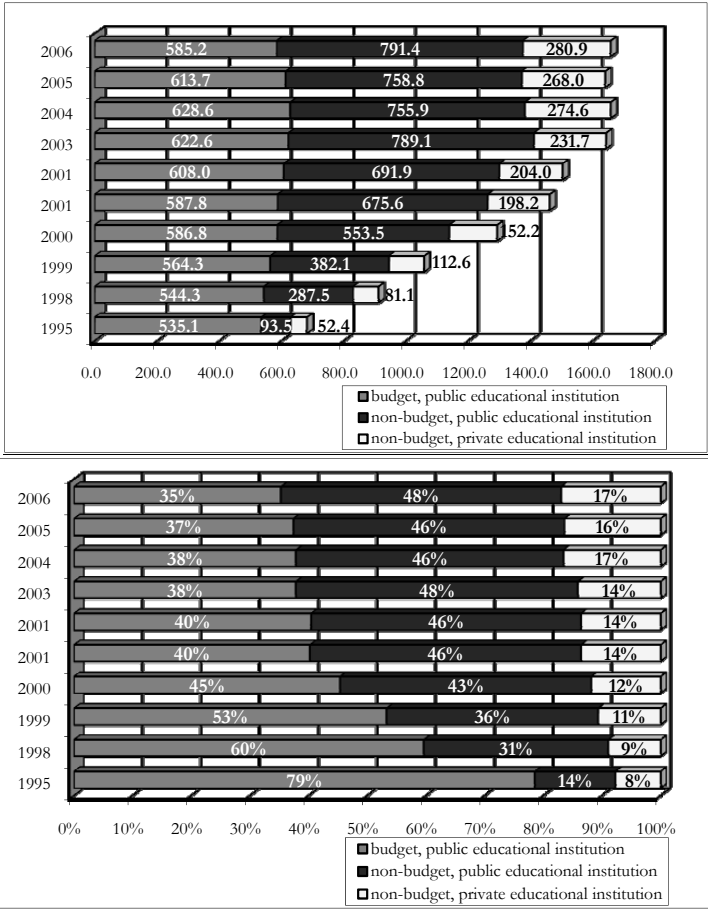 2006 585.2 791.4 280.9
2005 613.7 758.8 268.0
2004 628.6 755.9 274.6
2003 622.6 789.1 231.7
2001 608.0 691.9 204.0
2001 587.8 675.6 198.2
2000 586.8 553.5 152.2
1999 564.3 382.1 112.6
1998 544.3 287.5 81.1
1995 535.1 93.5 52.4
0.0 200.0 400.0 600.0 800.0 1000.0 1200.0 1400.0 1600.0 1800.0
budget, public educational institution
non-budget, public educational institution
non-budget, private educational institution
2006 35% 48% 17%
2005 37% 46% 16%
2004 38% 46% 17%
2003 38% 48% 14%
2001 40% 46% 14%
2001 40% 46% 14%
2000 45% 43% 12%
1999 53% 36% 11%
1998 60% 31% 9%
1995 79% 14% 8%
0% 10% 20% 30% 40% 50% 60% 70% 80% 90% 100%
budget, public educational institution
non-budget, public educational institution
non-budget, private educational institution